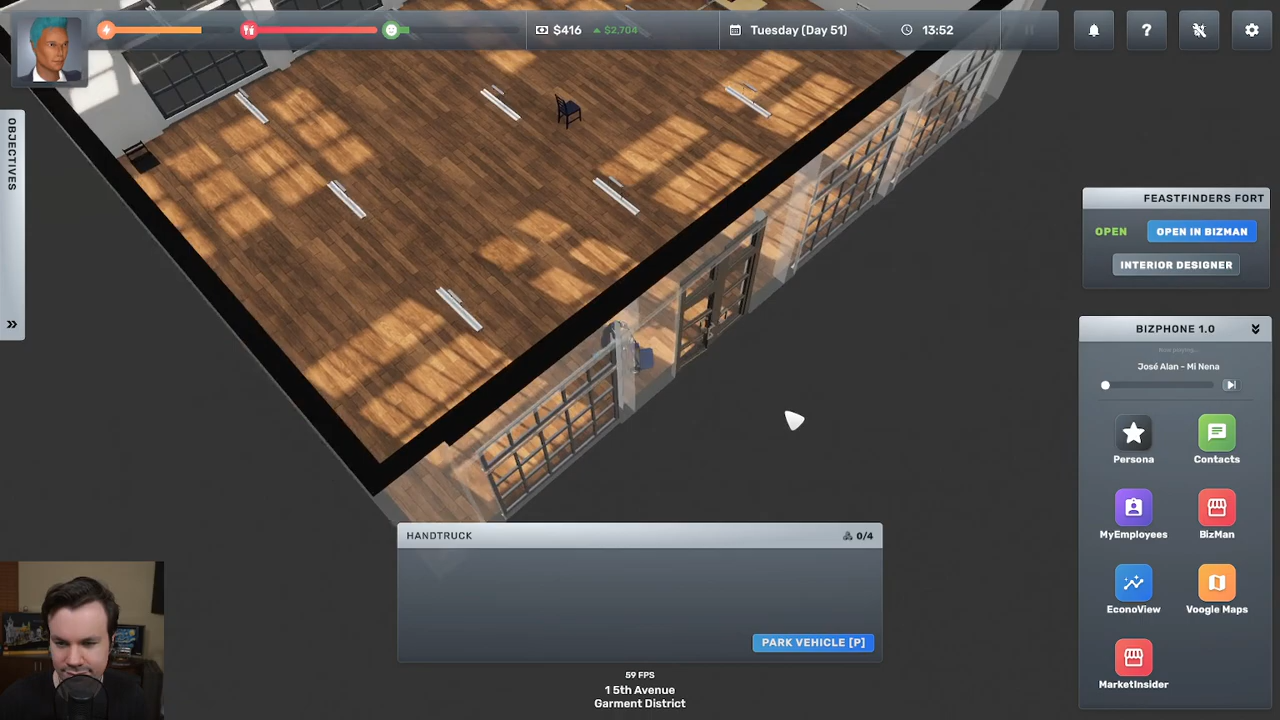 $416
$2,704
Tuesday (Day 51)
13:52
?
OBJECTIVES
FEASTFINDERS FORT
OPEN
OPEN IN BIZMAN
INTERIOR DESIGNER
BIZPHONE 1.0
Now playing...
José Alan - Mi Nena
Persona
Contacts
MyEmployees
BizMan
EconoView
Voogle Maps
MarketInsider
HANDTRUCK
0/4
PARK VEHICLE [P]
59 FPS
1 5th Avenue
Garment District